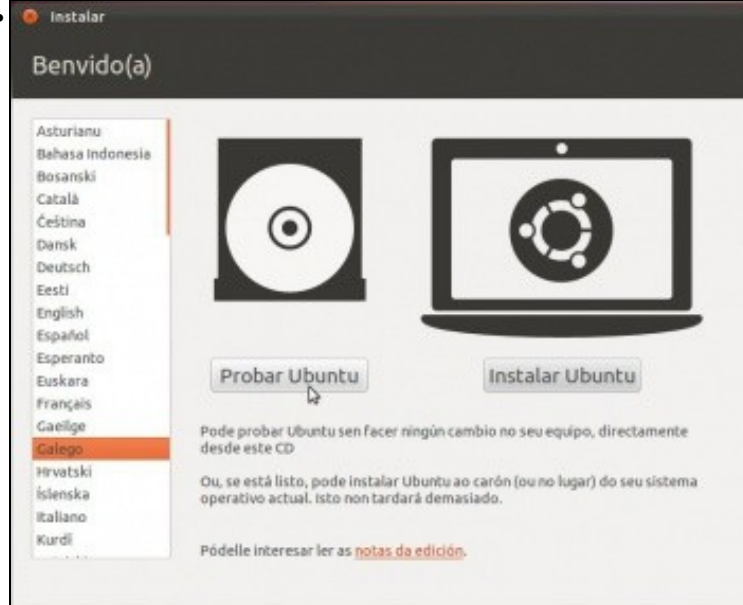 Instalar
Benvido(a)
Asturianu
Bahasa Indonesia
Bosanski
Català
Čeština
Dansk
Deutsch
Eesti
English
Español
Esperanto
Euskara
Français
Gaeilge
Galego
Hrvatski
Íslenska
Italiano
Kurdî
Probar Ubuntu
Instalar Ubuntu
Pode probar Ubuntu sen facer ningún cambio no seu equipo, directamente
desde este CD
Ou, se está listo, pode instalar Ubuntu ao carón (ou no lugar) do seu sistema
operativo actual. Isto non tardará demasiado.
Pódelle interesar ler as notas da edición.